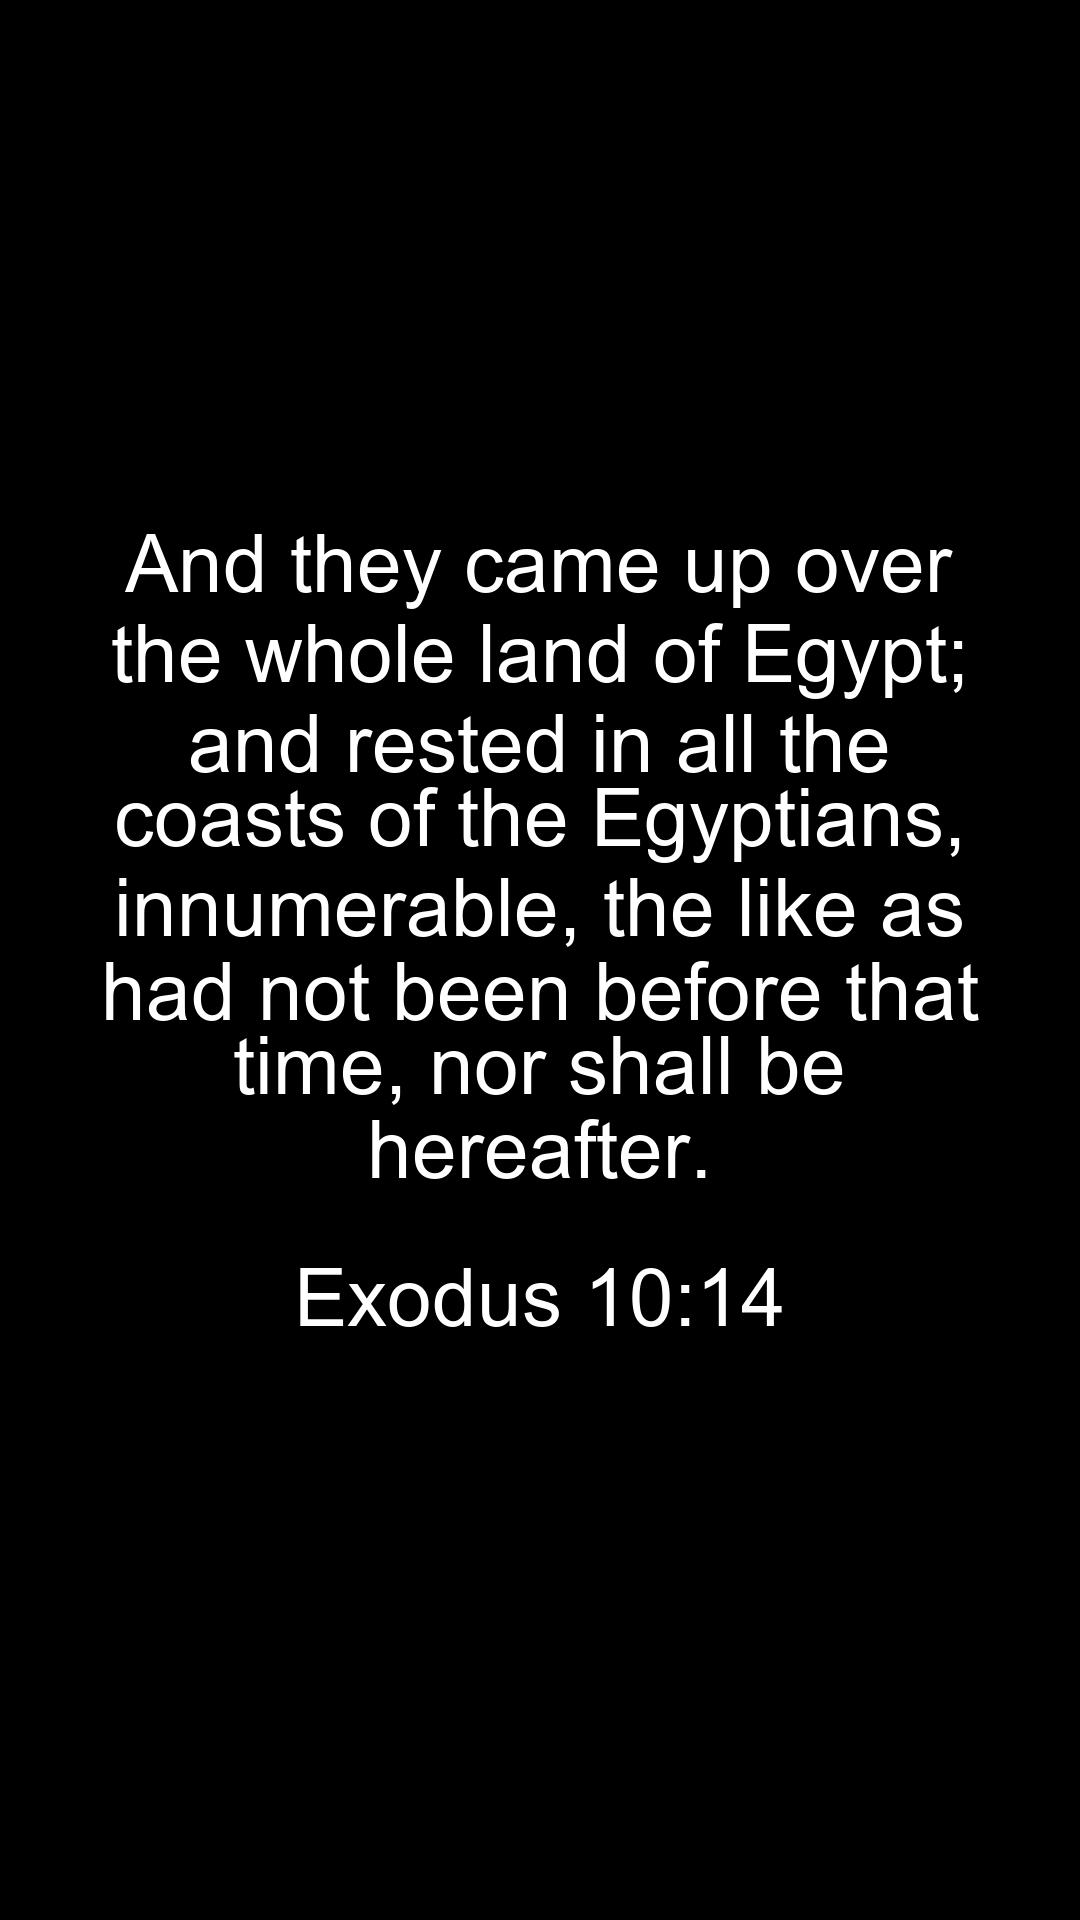 And they came up over
the whole land of Egypt;
and rested in all the
coasts of the Egyptians,
innumerable, the like as
had not been before that
time, nor shall be
hereafter.
Exodus 10:14